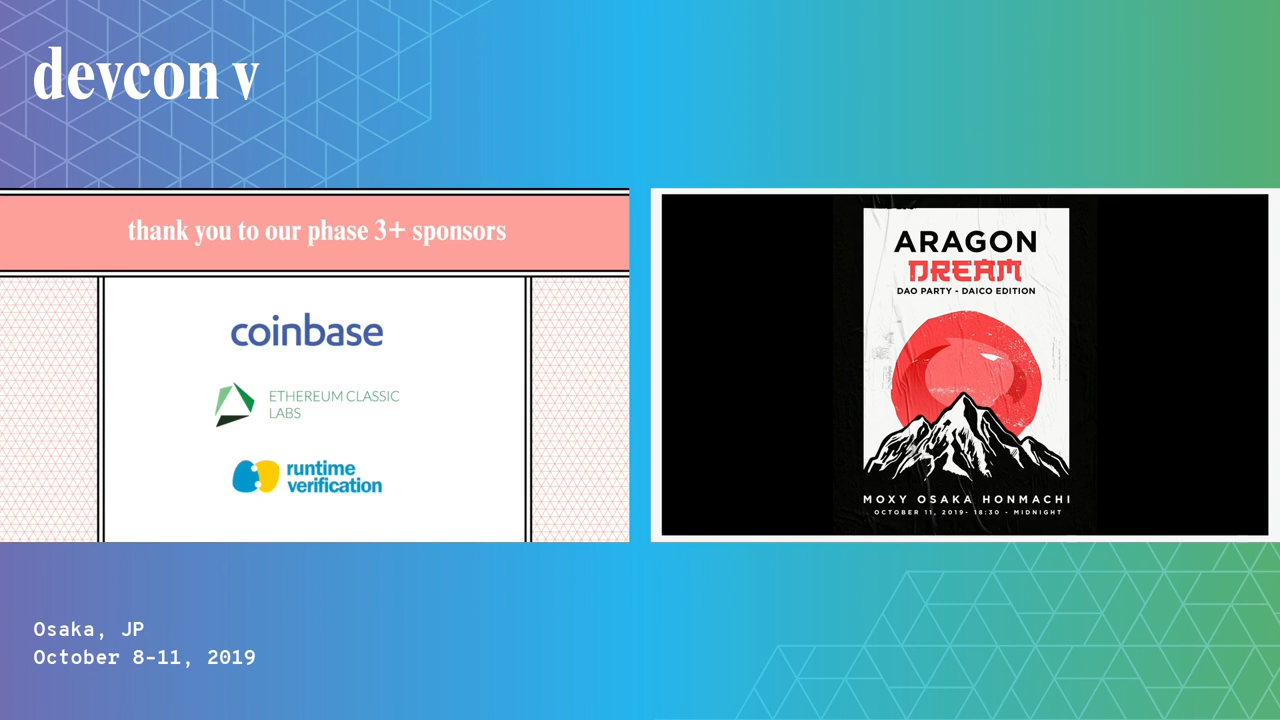 devcon v
thank you to our phase 3+ sponsors
coinbase
ETHEREUM CLASSIC
LABS
runtime
verification
ARAGON
DREAM
DAO PARTY - DAICO EDITION
MOXY OSAKA HONMACHI
OCTOBER 11, 2019- 18:30 - MIDNIGHT
Osaka, JP
October 8-11, 2019